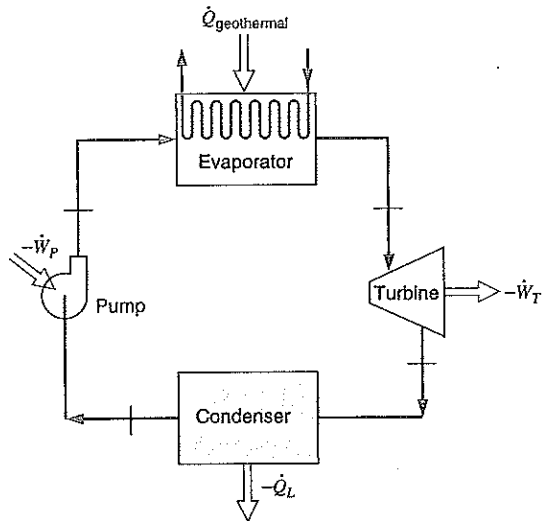 Q̇geothermal
Evaporator
−Ẇ_P
Pump
Turbine
−Ẇ_T
Condenser
−Q̇_L